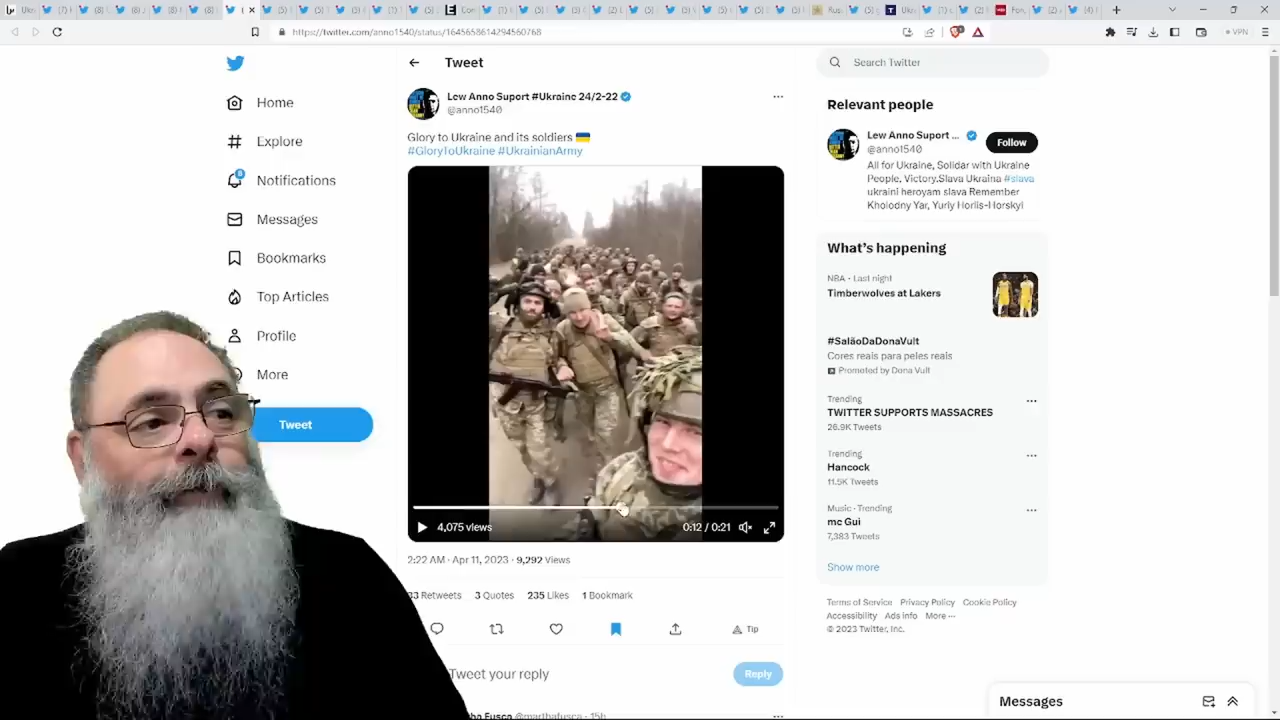 https://twitter.com/anno1540/status/1645658614294560768
VPN
Home
Explore
8
Notifications
Messages
Bookmarks
Top Articles
Profile
More
Tweet
Tweet
Lew Anno Suport #Ukraine 24/2-22
@anno1540
Glory to Ukraine and its soldiers
#GloryToUkraine #UkrainianArmy
4,075 views
0:12 / 0:21
2:22 AM · Apr 11, 2023 · 9,292 Views
33 Retweets 3 Quotes 235 Likes 1 Bookmark
Tip
Tweet your reply
Reply
@marthafusca · 15h
Search Twitter
Relevant people
Lew Anno Suport ...
@anno1540
Follow
All for Ukraine, Solidar with Ukraine
People, Victory.Slava Ukraina #slava
ukraini heroyam slava Remember
Kholodny Yar, Yuriy Horlis-Horskyi
What's happening
NBA · Last night
Timberwolves at Lakers
#SalãoDaDonaVult
Cores reais para peles reais
Promoted by Dona Vult
Trending
TWITTER SUPPORTS MASSACRES
26.9K Tweets
Trending
Hancock
11.5K Tweets
Music · Trending
mc Gui
7,383 Tweets
Show more
Terms of Service Privacy Policy Cookie Policy
Accessibility Ads info More ···
© 2023 Twitter, Inc.
Messages